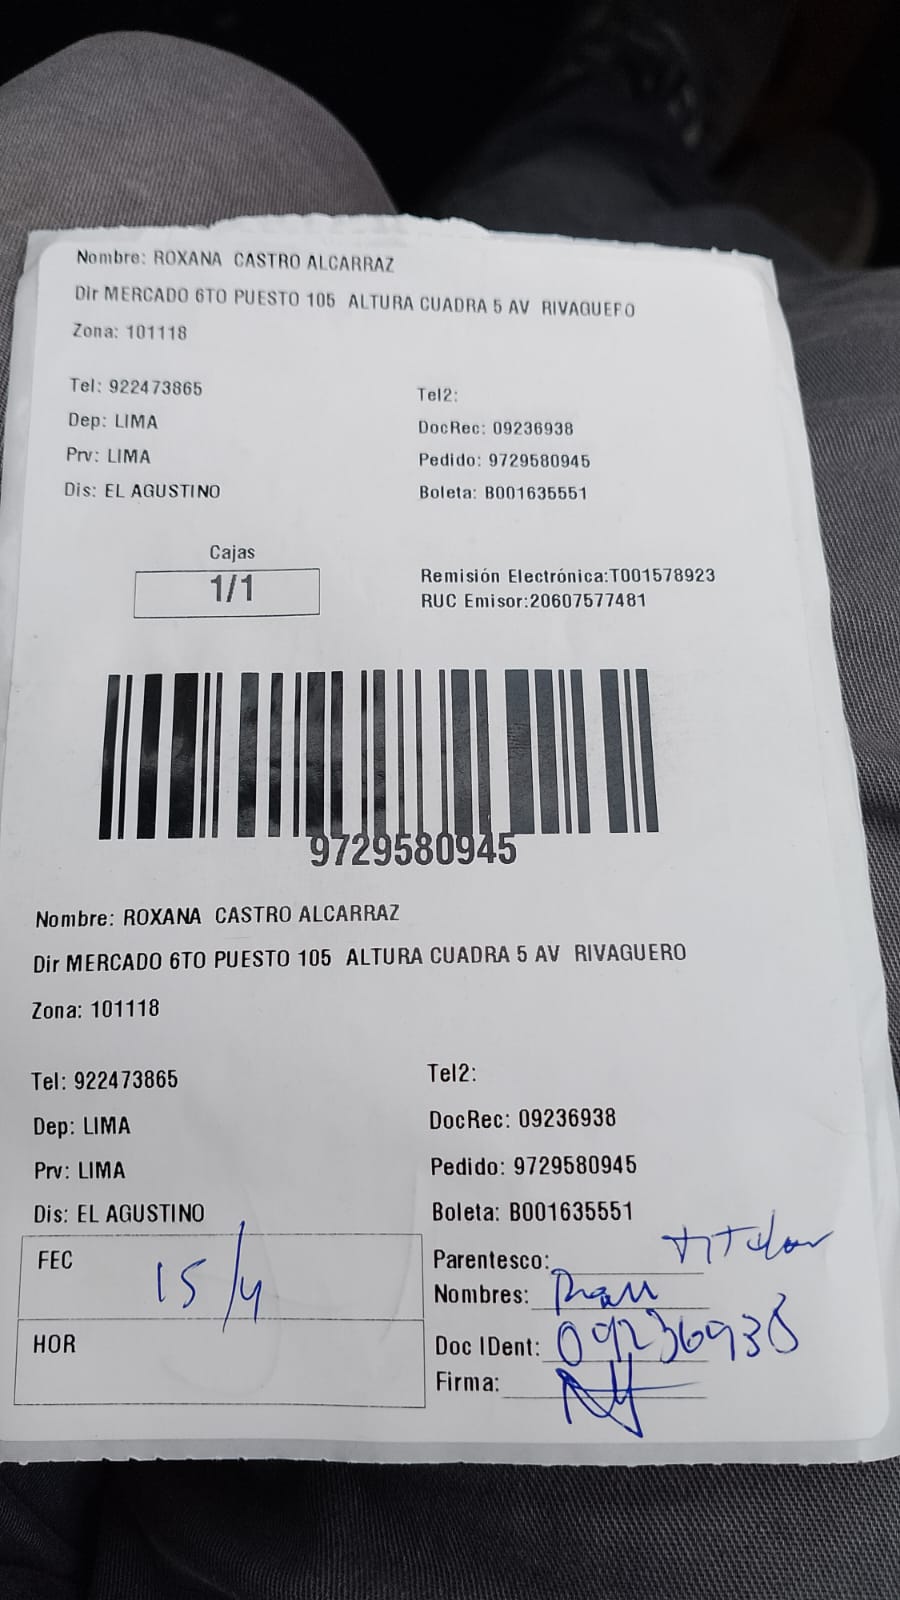 Nombre: ROXANA CASTRO ALCARRAZ
Dir MERCADO 6TO PUESTO 105 ALTURA CUADRA 5 AV RIVAGUERO
Zona: 101118
Tel: 922473865
Tel2:
Dep: LIMA
DocRec: 09236938
Prv: LIMA
Pedido: 9729580945
Dis: EL AGUSTINO
Boleta: B001635551
Cajas
1/1
Remisión Electrónica:T001578923
RUC Emisor:20607577481
9729580945
Nombre: ROXANA CASTRO ALCARRAZ
Dir MERCADO 6TO PUESTO 105 ALTURA CUADRA 5 AV RIVAGUERO
Zona: 101118
Tel: 922473865
Tel2:
Dep: LIMA
DocRec: 09236938
Prv: LIMA
Pedido: 9729580945
Dis: EL AGUSTINO
Boleta: B001635551
FEC 15/4
Parentesco: titular
Nombres:
HOR
Doc IDent: 09236938
Firma: